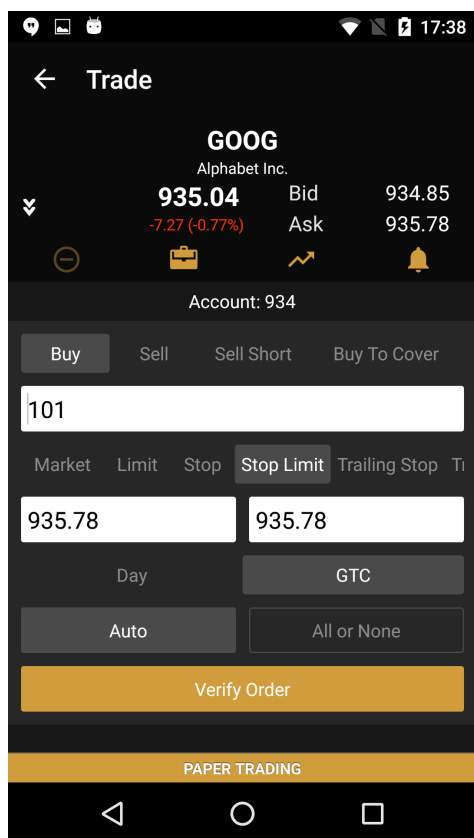 17:38
Trade
GOOG
Alphabet Inc.
935.04 Bid 934.85
-7.27 (-0.77%) Ask 935.78
Account: 934
Buy Sell Sell Short Buy To Cover
101
Market Limit Stop Stop Limit Trailing Stop
935.78 935.78
Day GTC
Auto All or None
Verify Order
PAPER TRADING